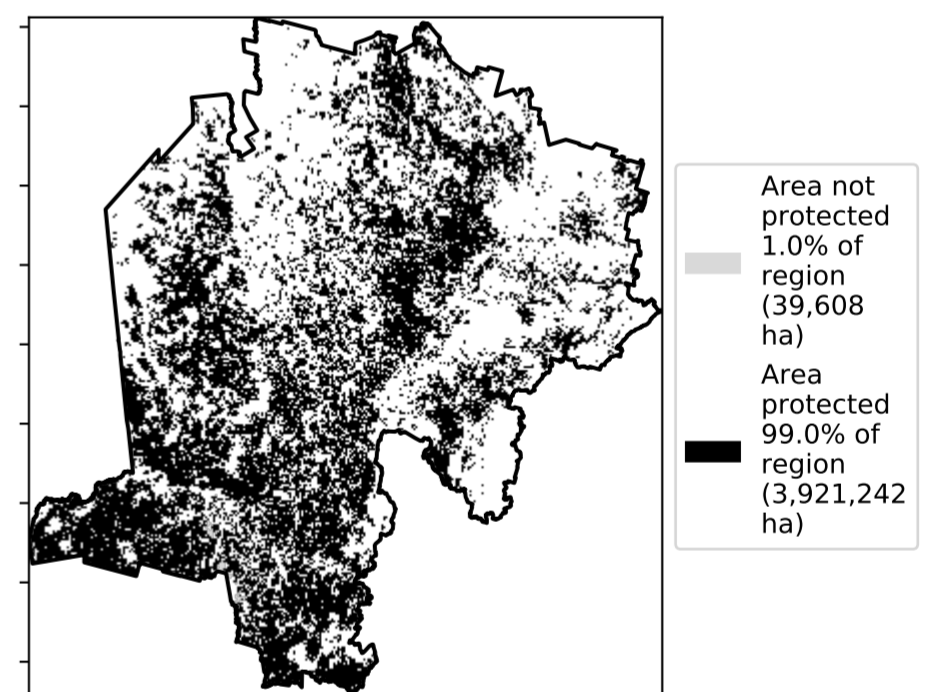 Area not
protected
1.0% of
region
(39,608
ha)
Area
protected
99.0% of
region
(3,921,242
ha)